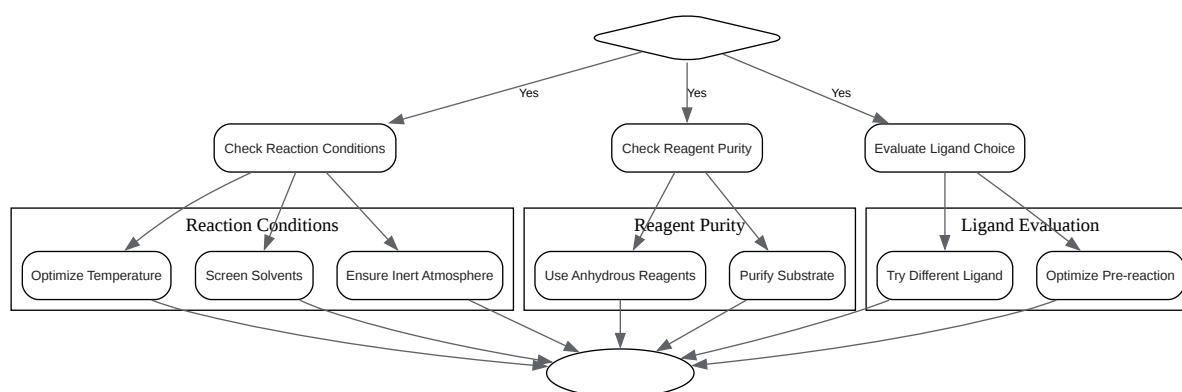 Yes
Yes
Yes
Check Reaction Conditions
Check Reagent Purity
Evaluate Ligand Choice
Reaction Conditions
Reagent Purity
Ligand Evaluation
Optimize Temperature
Screen Solvents
Ensure Inert Atmosphere
Use Anhydrous Reagents
Purify Substrate
Try Different Ligand
Optimize Pre-reaction